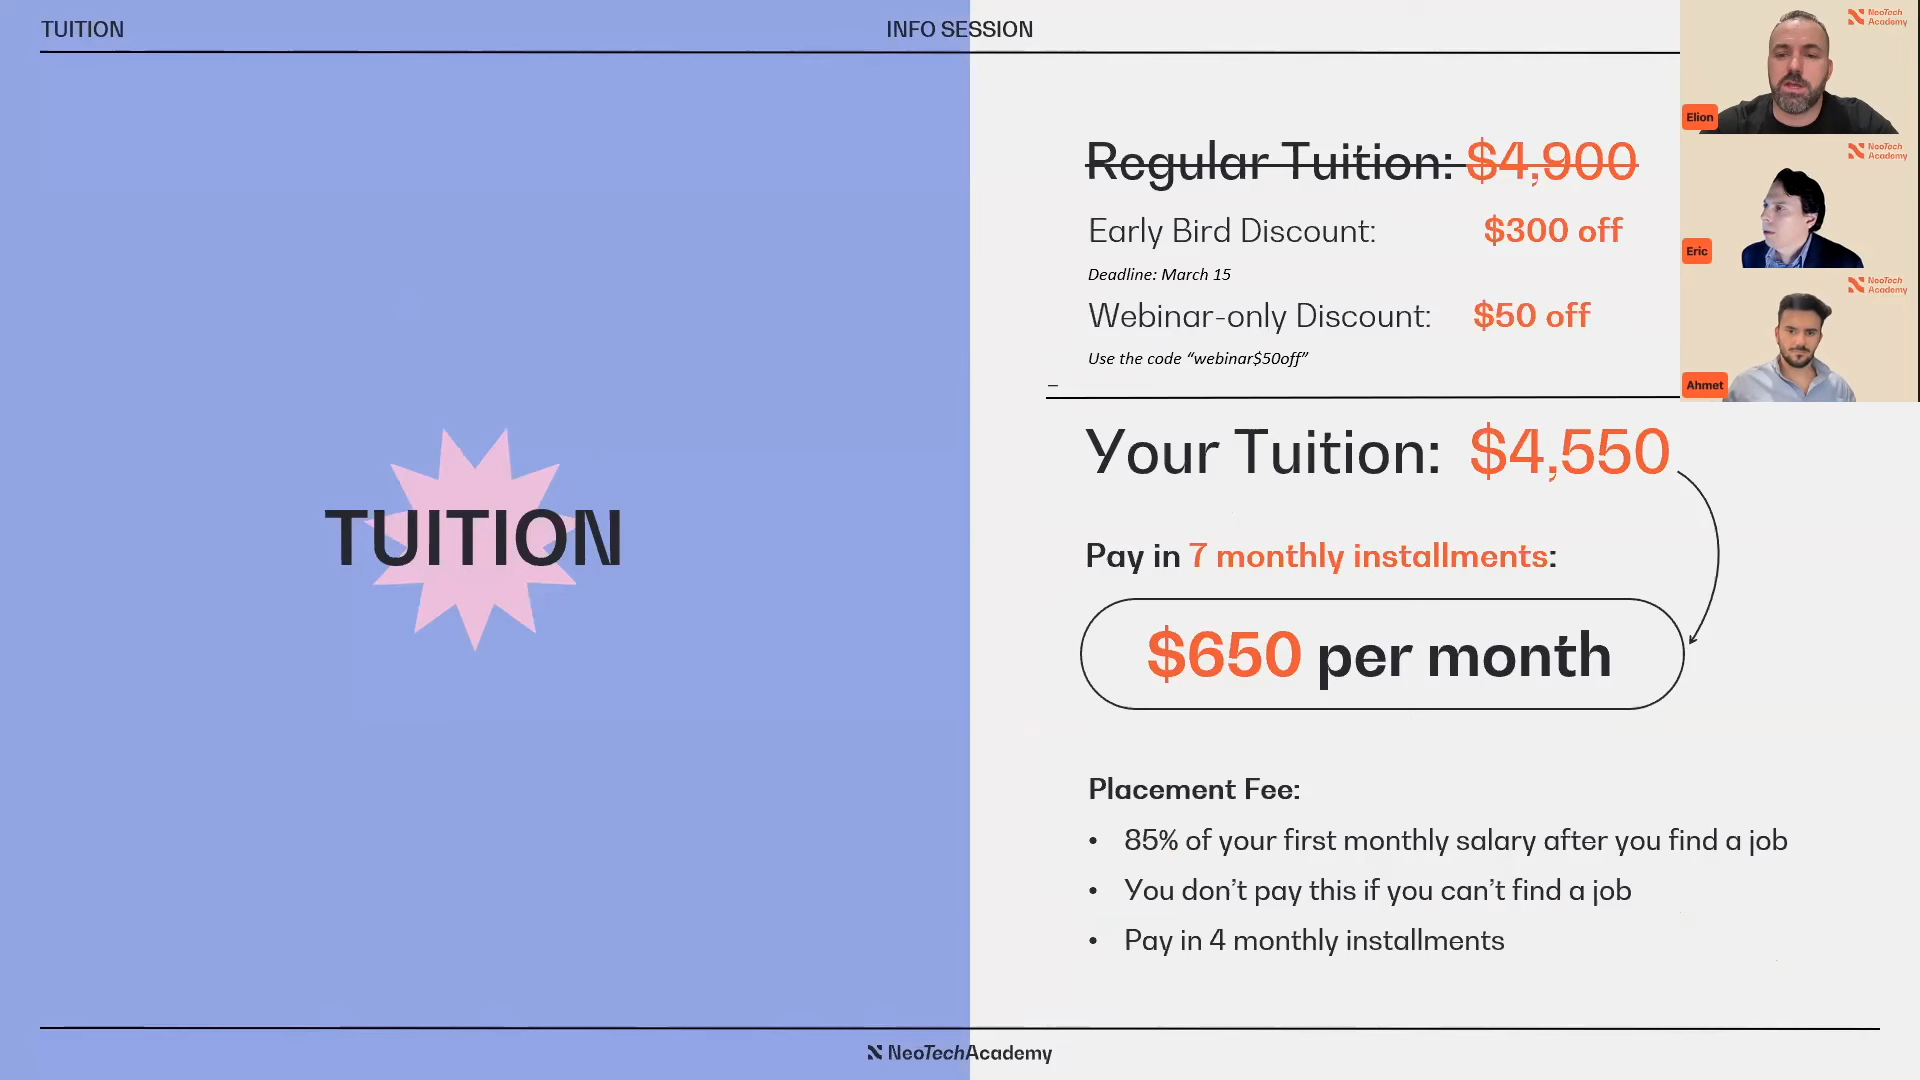 TUITION
INFO SESSION
Regular Tuition: $4,900
Early Bird Discount: $300 off
Deadline: March 15
Webinar-only Discount: $50 off
Use the code “webinar$50off”
–
Your Tuition: $4,550
Pay in 7 monthly installments:
$650 per month
Placement Fee:
• 85% of your first monthly salary after you find a job
• You don’t pay this if you can’t find a job
• Pay in 4 monthly installments
TUITION
NeoTechAcademy
NeoTech
Academy
Elion
NeoTech
Academy
Eric
NeoTech
Academy
Ahmet